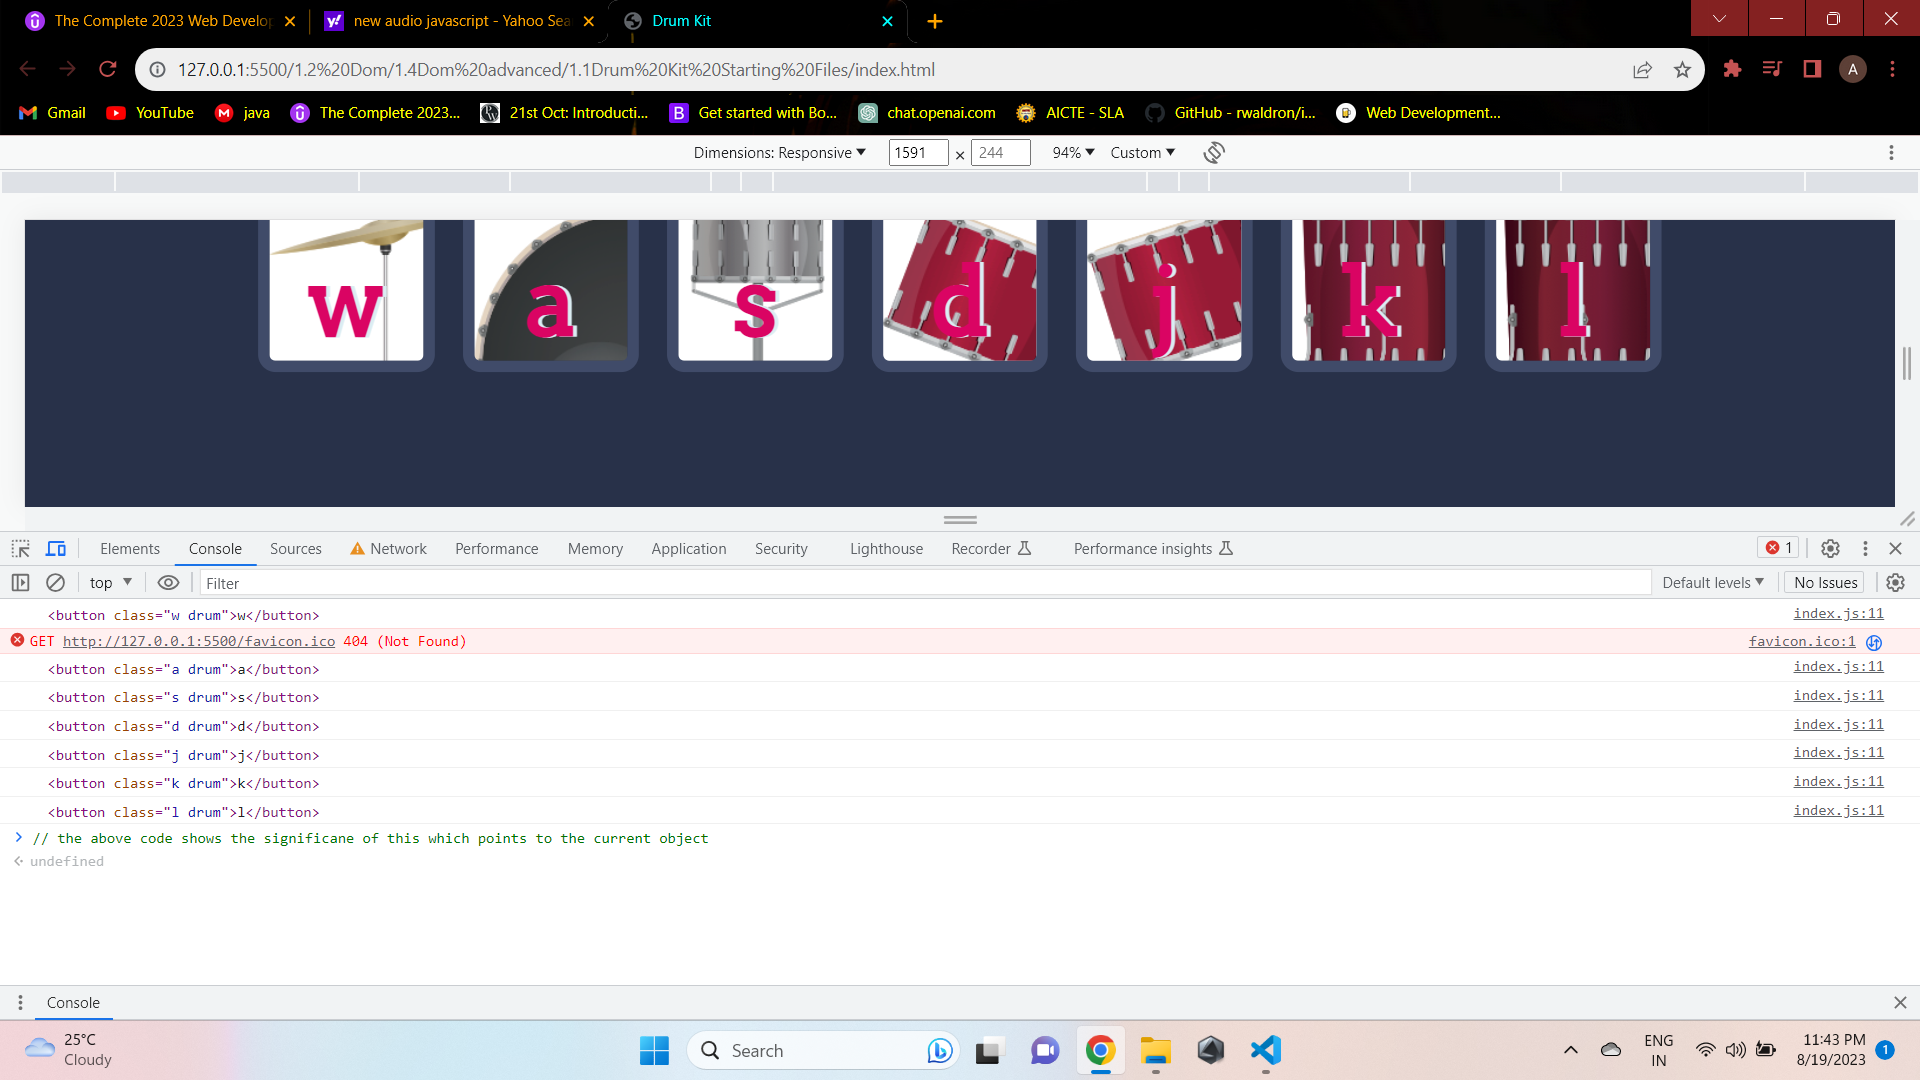 The Complete 2023 Web Develop
new audio javascript - Yahoo Sea
Drum Kit
127.0.0.1:5500/1.2%20Dom/1.4Dom%20advanced/1.1Drum%20Kit%20Starting%20Files/index.html
A
Gmail
YouTube
java
The Complete 2023...
21st Oct: Introducti...
B
Get started with Bo...
chat.openai.com
AICTE - SLA
GitHub - rwaldron/i...
Web Development...
Dimensions: Responsive
1591 × 244
94%
Custom
w a s d j k l
Elements
Console
Sources
Network
Performance
Memory
Application
Security
Lighthouse
Recorder
Performance insights
1
top
Filter
Default levels
No Issues
<button class="w drum">w</button> index.js:11
GET http://127.0.0.1:5500/favicon.ico 404 (Not Found) favicon.ico:1
<button class="a drum">a</button> index.js:11
<button class="s drum">s</button> index.js:11
<button class="d drum">d</button> index.js:11
<button class="j drum">j</button> index.js:11
<button class="k drum">k</button> index.js:11
<button class="l drum">l</button> index.js:11
> // the above code shows the significane of this which points to the current object
undefined
Console
25°C
Cloudy
Search
ENG
IN
11:43 PM
8/19/2023
1